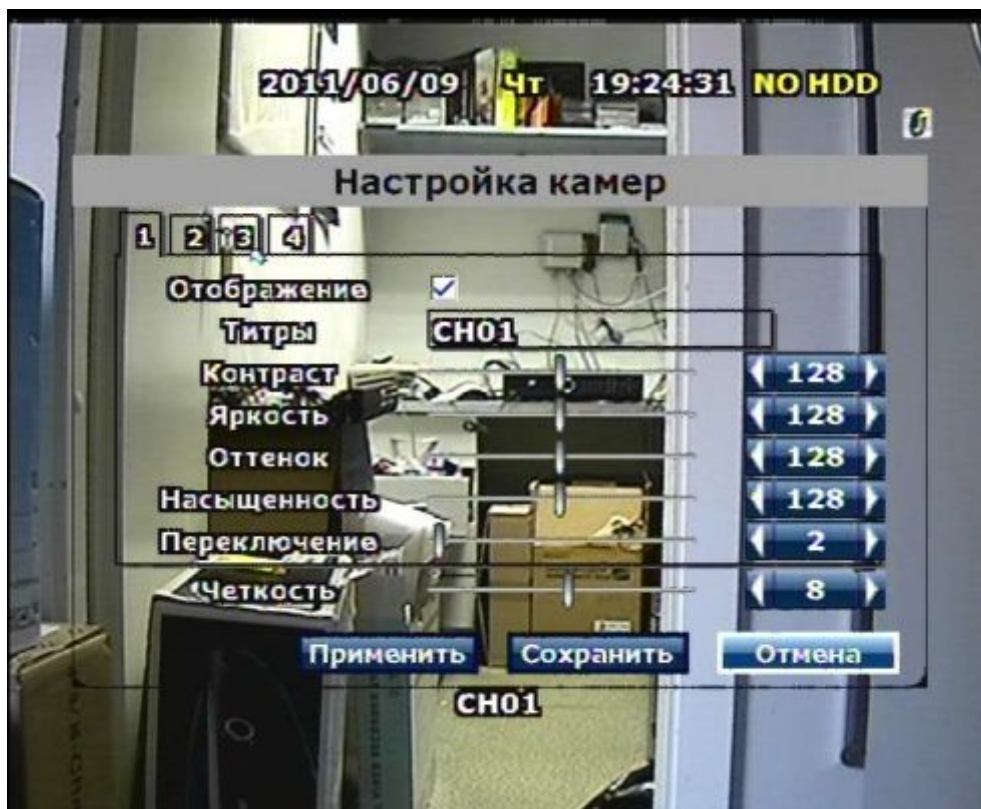 2011/06/09 Чт 19:24:31 NO HDD
Настройка камер
1 2 3 4
Отображение
Титры CH01
Контраст 128
Яркость 128
Оттенок 128
Насыщенность 128
Переключение 2
Четкость 8
Применить Сохранить Отмена
CH01